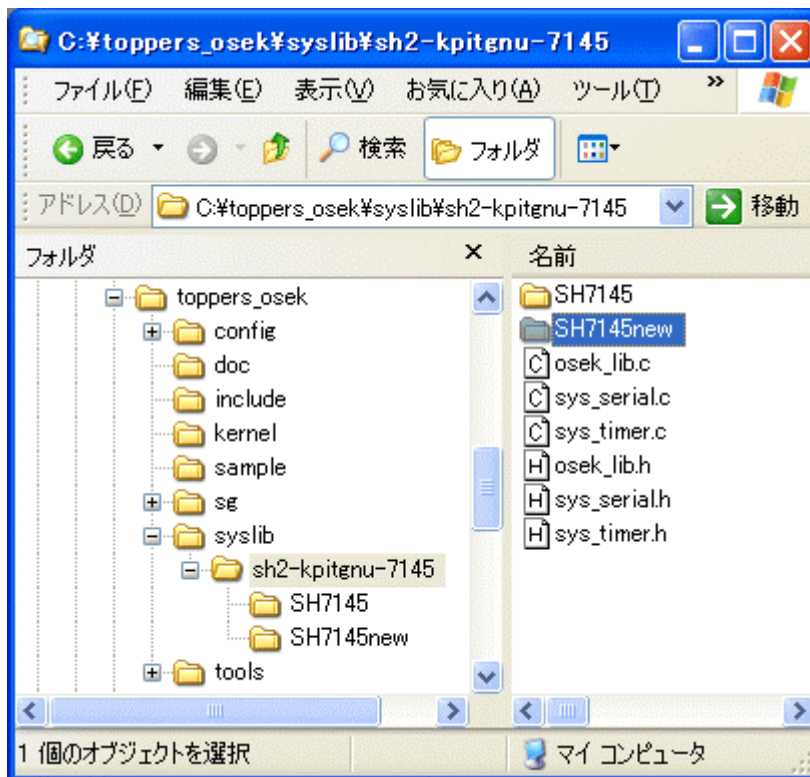 C:¥toppers_osek¥syslib¥sh2-kpitgnu-7145
ファイル(F) 編集(E) 表示(V) お気に入り(A) ツール(T) »
戻る 検索 フォルダ
アドレス(D) C:¥toppers_osek¥syslib¥sh2-kpitgnu-7145 移動
フォルダ × 名前
toppers_osek
config
doc
include
kernel
sample
sg
syslib
sh2-kpitgnu-7145
SH7145
SH7145new
tools
SH7145
SH7145new
osek_lib.c
sys_serial.c
sys_timer.c
osek_lib.h
sys_serial.h
sys_timer.h
1 個のオブジェクトを選択 マイ コンピュータ